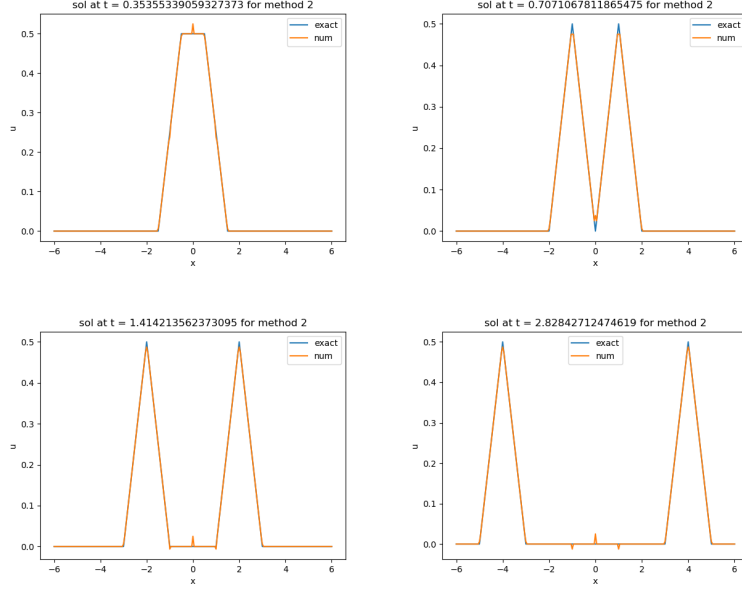 sol at t = 0.35355339059327373 for method 2
exact
num
u
0.5
0.4
0.3
0.2
0.1
0.0
−6 −4 −2 0 2 4 6
x
sol at t = 0.7071067811865475 for method 2
exact
num
u
0.5
0.4
0.3
0.2
0.1
0.0
−6 −4 −2 0 2 4 6
x
sol at t = 1.414213562373095 for method 2
exact
num
u
0.5
0.4
0.3
0.2
0.1
0.0
−6 −4 −2 0 2 4 6
x
sol at t = 2.82842712474619 for method 2
exact
num
u
0.5
0.4
0.3
0.2
0.1
0.0
−6 −4 −2 0 2 4 6
x